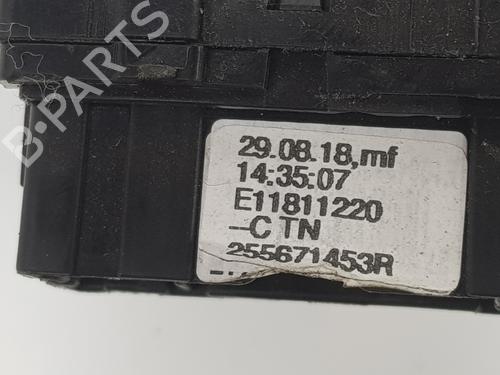 B-PARTS
29.08.18,mf
14:35:07
E11811220
--C TN
255671453R